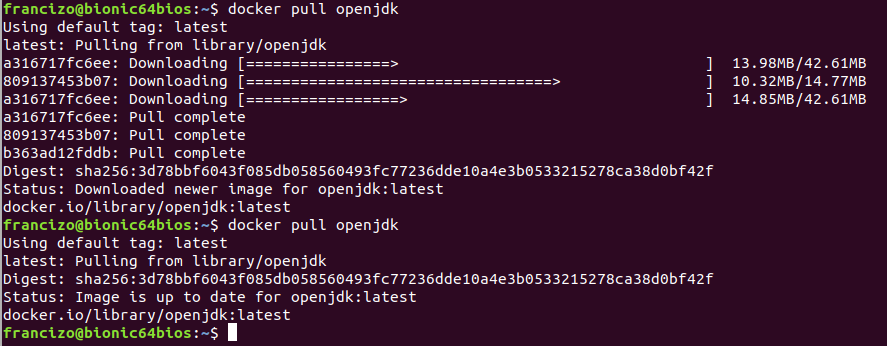 francizo@bionic64bios:~$ docker pull openjdk
Using default tag: latest
latest: Pulling from library/openjdk
a316717fc6ee: Downloading [================>                                  ]  13.98MB/42.61MB
809137453b07: Downloading [==================================>                ]  10.32MB/14.77MB
a316717fc6ee: Downloading [=================>                                 ]  14.85MB/42.61MB
a316717fc6ee: Pull complete
809137453b07: Pull complete
b363ad12fddb: Pull complete
Digest: sha256:3d78bbf6043f085db058560493fc77236dde10a4e3b0533215278ca38d0bf42f
Status: Downloaded newer image for openjdk:latest
docker.io/library/openjdk:latest
francizo@bionic64bios:~$ docker pull openjdk
Using default tag: latest
latest: Pulling from library/openjdk
Digest: sha256:3d78bbf6043f085db058560493fc77236dde10a4e3b0533215278ca38d0bf42f
Status: Image is up to date for openjdk:latest
docker.io/library/openjdk:latest
francizo@bionic64bios:~$